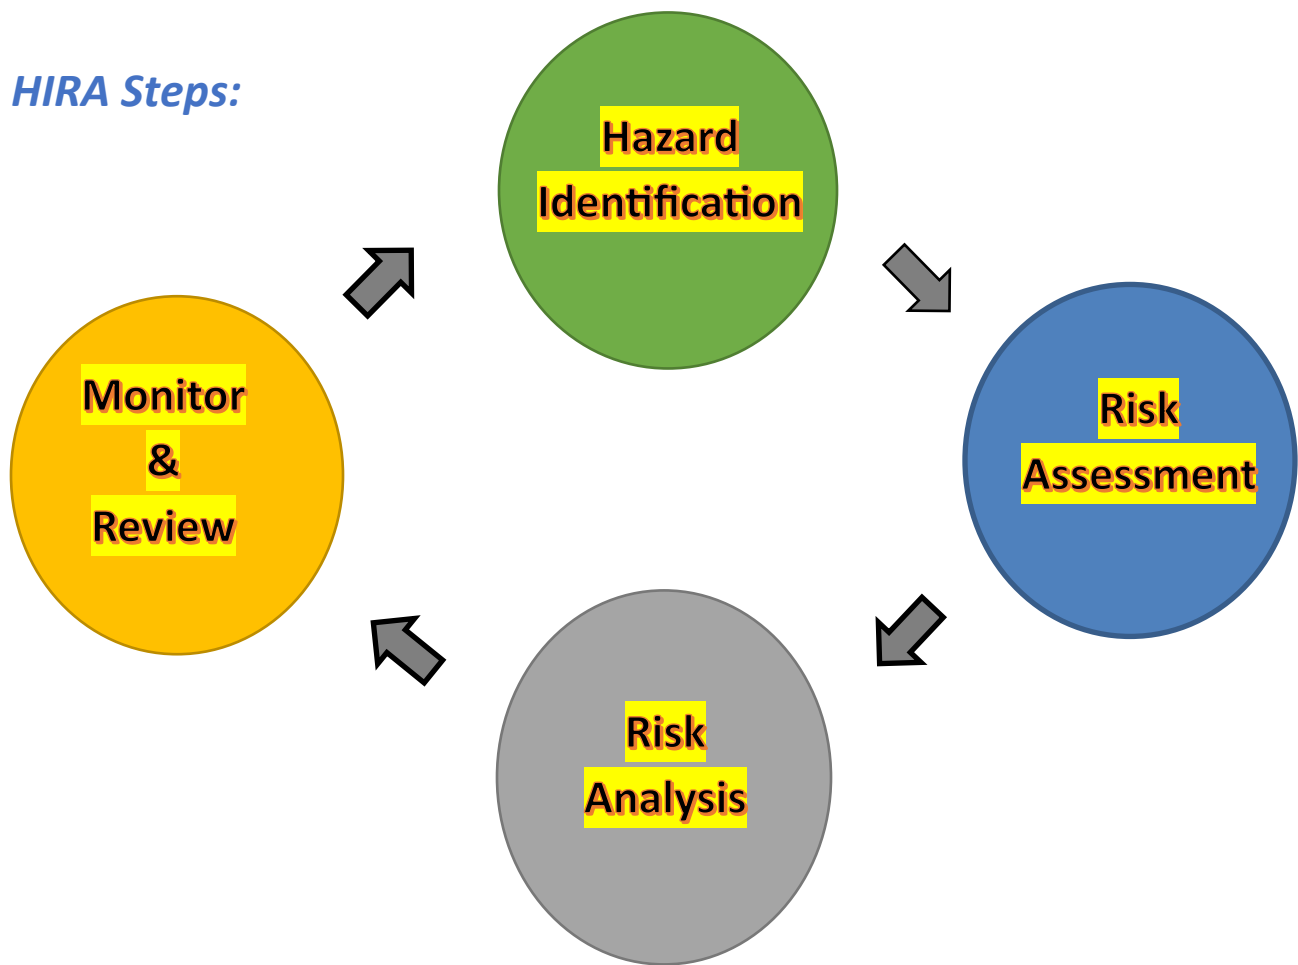 HIRA Steps:
Hazard
Identification
Risk
Assessment
Risk
Analysis
Monitor
&
Review